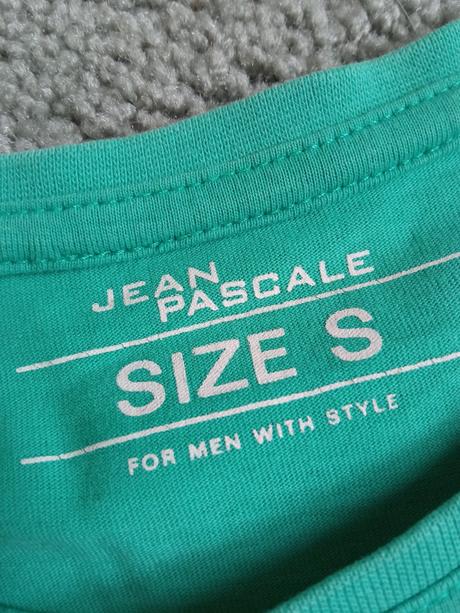 JEAN
PASCALE
SIZE S
FOR MEN WITH STYLE